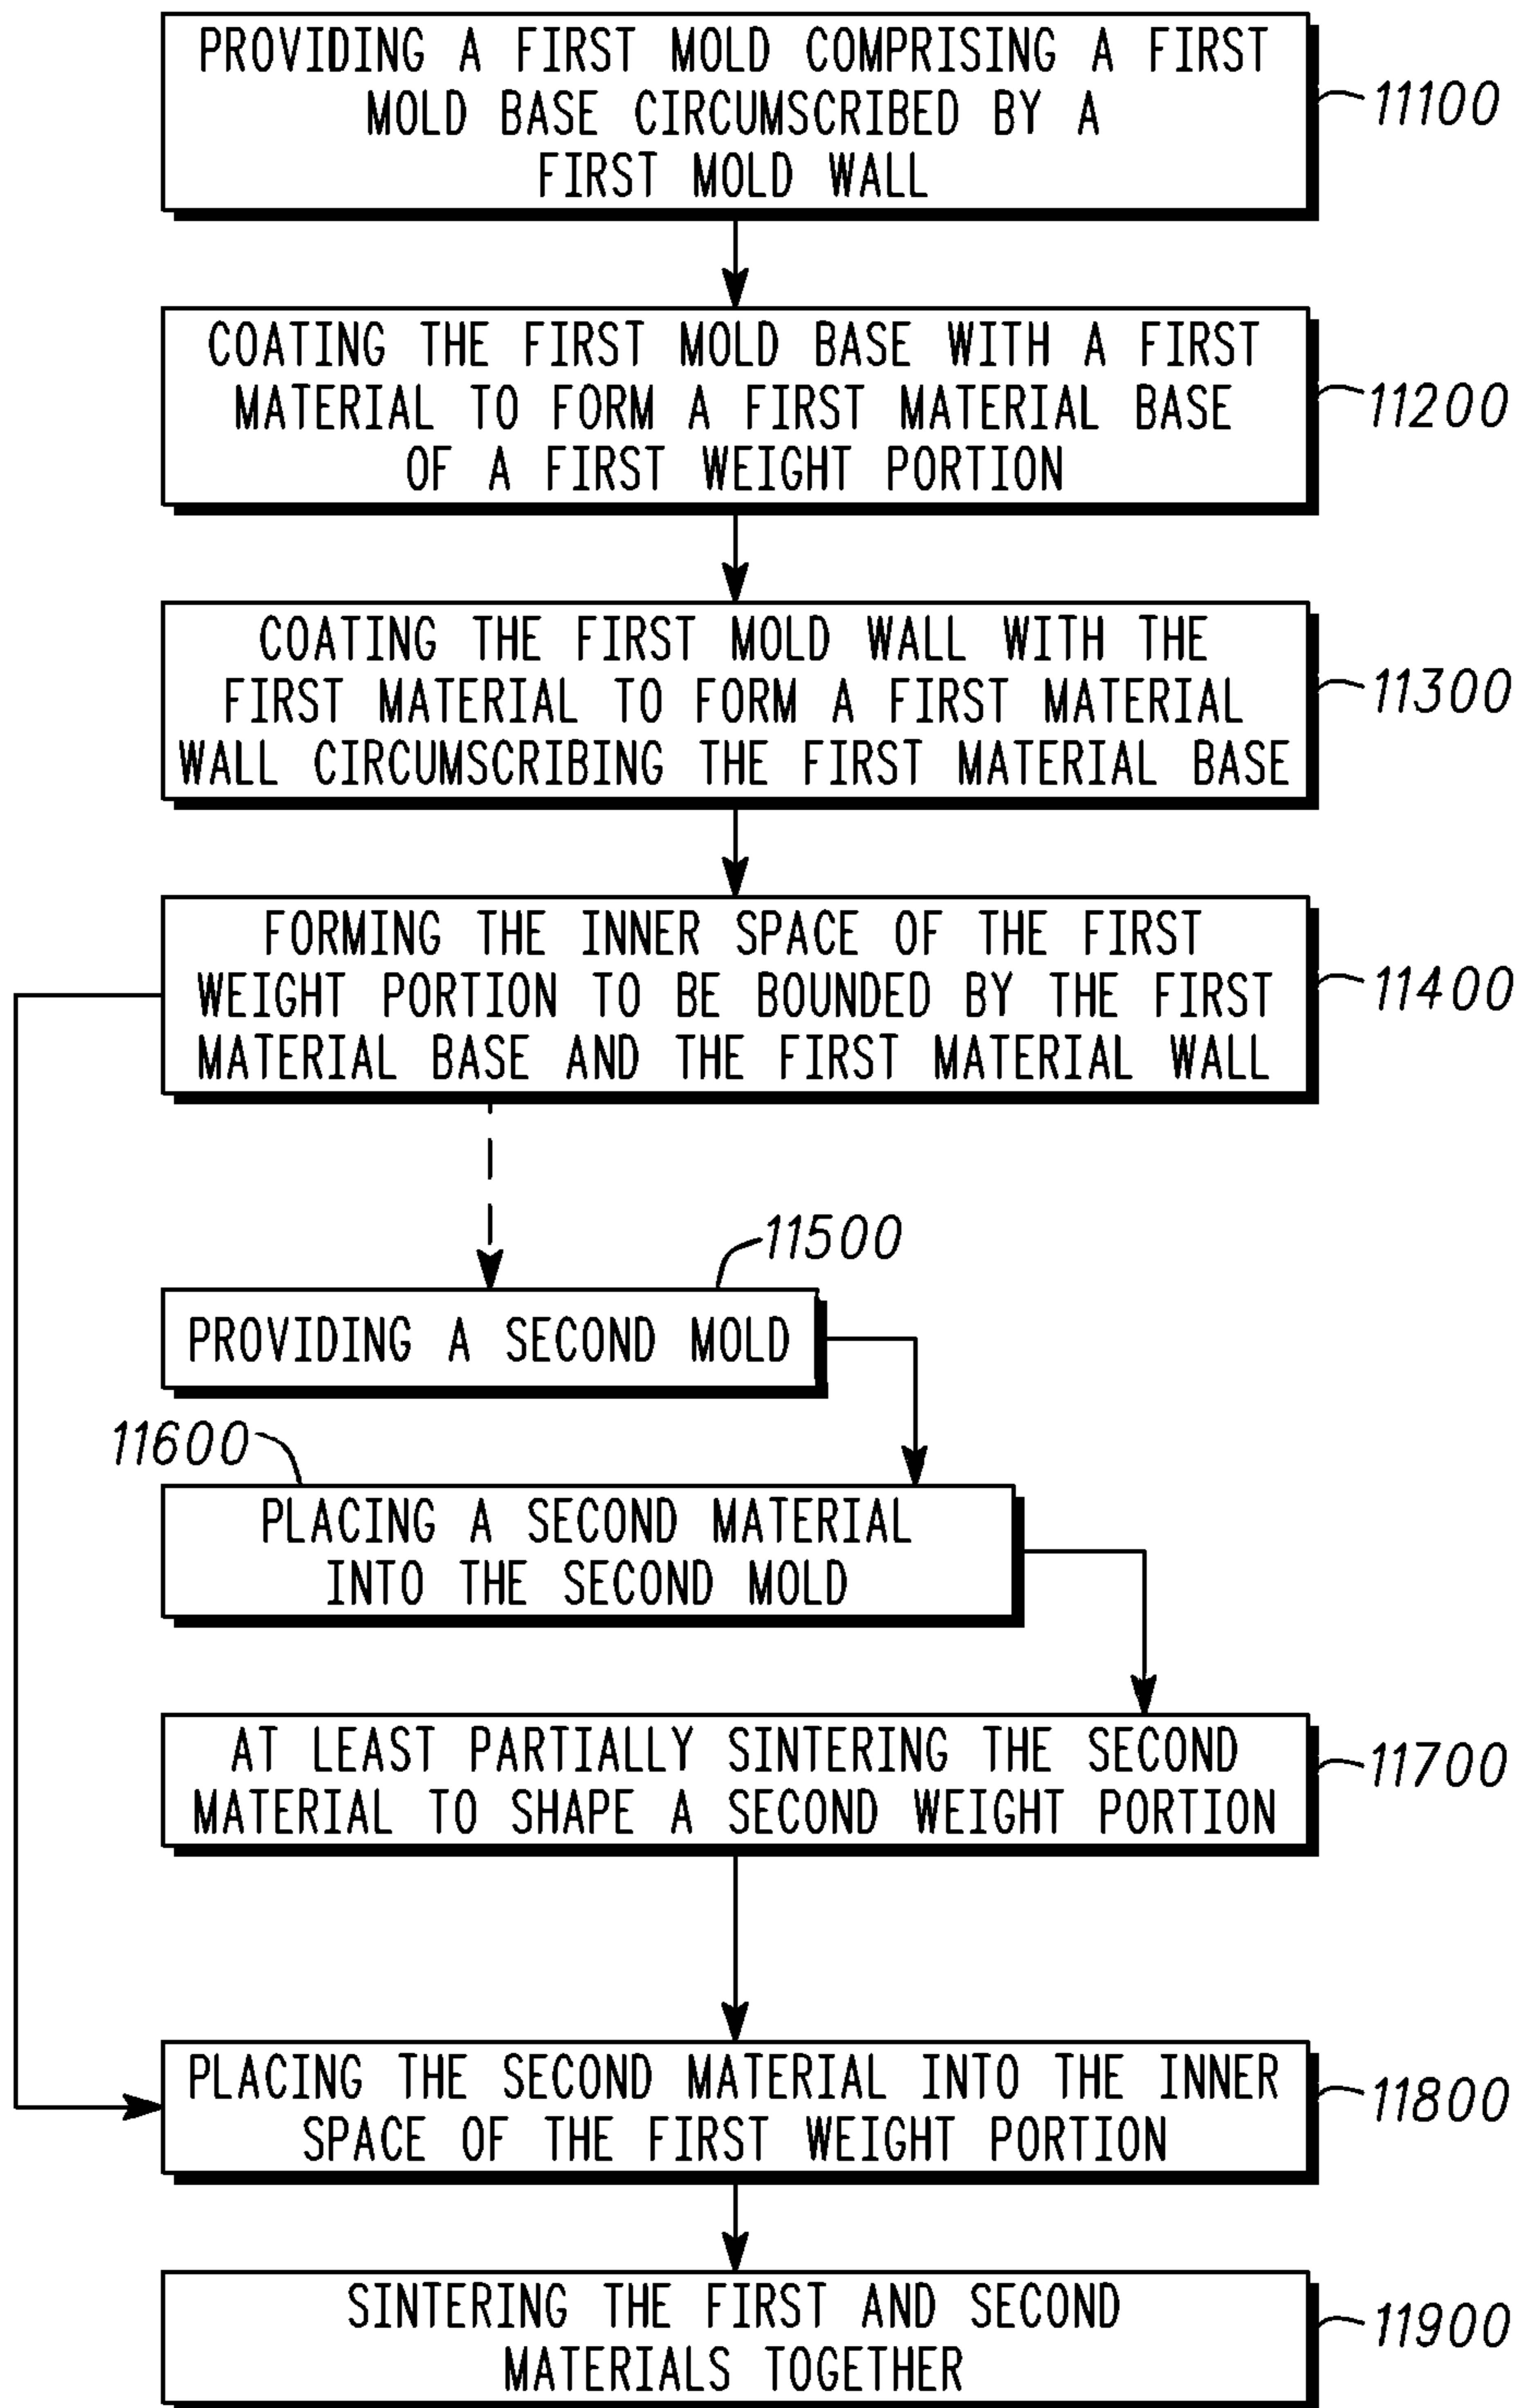 PROVIDING A FIRST MOLD COMPRISING A FIRST
MOLD BASE CIRCUMSCRIBED BY A
FIRST MOLD WALL
11100
COATING THE FIRST MOLD BASE WITH A FIRST
MATERIAL TO FORM A FIRST MATERIAL BASE
OF A FIRST WEIGHT PORTION
11200
COATING THE FIRST MOLD WALL WITH THE
FIRST MATERIAL TO FORM A FIRST MATERIAL
WALL CIRCUMSCRIBING THE FIRST MATERIAL BASE
11300
FORMING THE INNER SPACE OF THE FIRST
WEIGHT PORTION TO BE BOUNDED BY THE FIRST
MATERIAL BASE AND THE FIRST MATERIAL WALL
11400
11500
PROVIDING A SECOND MOLD
11600
PLACING A SECOND MATERIAL
INTO THE SECOND MOLD
AT LEAST PARTIALLY SINTERING THE SECOND
MATERIAL TO SHAPE A SECOND WEIGHT PORTION
11700
PLACING THE SECOND MATERIAL INTO THE INNER
SPACE OF THE FIRST WEIGHT PORTION
11800
SINTERING THE FIRST AND SECOND
MATERIALS TOGETHER
11900